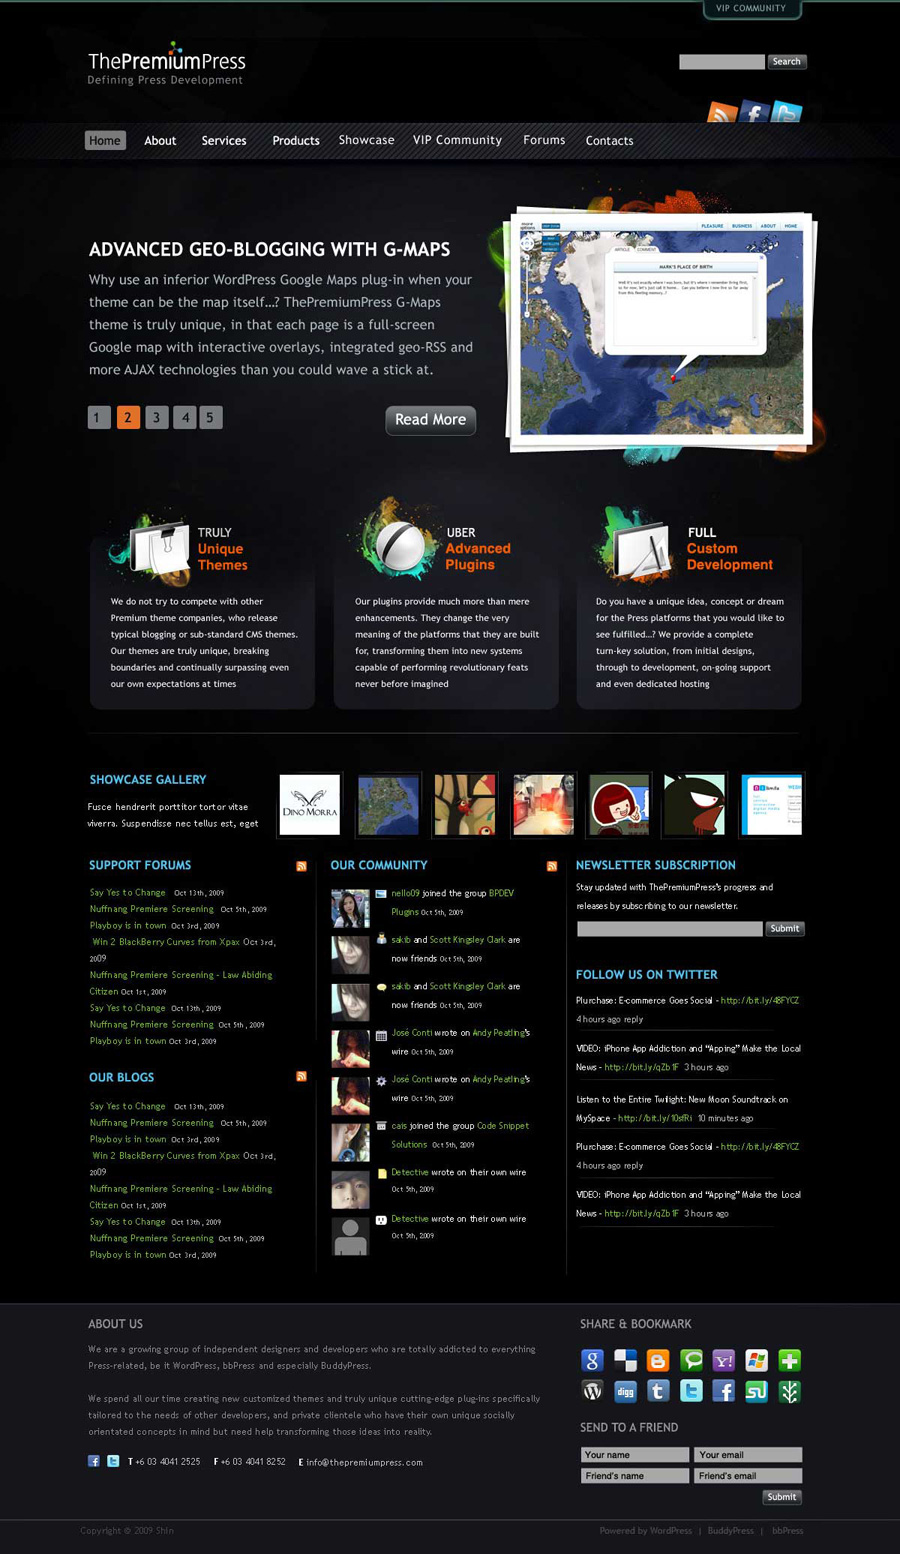 VIP COMMUNITY
ThePremiumPress
Defining Press Development
Search
Home About Services Products Showcase VIP Community Forums Contacts
ADVANCED GEO-BLOGGING WITH G-MAPS
Why use an inferior WordPress Google Maps plug-in when your
theme can be the map itself...? ThePremiumPress G-Maps
theme is truly unique, in that each page is a full-screen
Google map with interactive overlays, integrated geo-RSS and
more AJAX technologies than you could wave a stick at.
1 2 3 4 5
Read More
PLEASURE BUSINESS ABOUT HOME
ARTICLE COMMENT
MARK'S PLACE OF BIRTH
TRULY
Unique
Themes
We do not try to compete with other
Premium theme companies, who release
typical blogging or sub-standard CMS themes.
Our themes are truly unique, breaking
boundaries and continually surpassing even
our own expectations at times
UBER
Advanced
Plugins
Our plugins provide much more than mere
enhancements. They change the very
meaning of the platforms that they are built
for, transforming them into new systems
capable of performing revolutionary feats
never before imagined
FULL
Custom
Development
Do you have a unique idea, concept or dream
for the Press platforms that you would like to
see fulfilled...? We provide a complete
turn-key solution, from initial designs,
through to development, on-going support
and even dedicated hosting
SHOWCASE GALLERY
Fusce hendrerit porttitor tortor vitae
viverra. Suspendisse nec tellus est, eget
DINO MORRA
SUPPORT FORUMS
Say Yes to Change Oct 13th, 2009
Nuffnang Premiere Screening Oct 5th, 2009
Playboy is in town Oct 3rd, 2009
Win 2 BlackBerry Curves from Xpax Oct 3rd,
2009
Nuffnang Premiere Screening - Law Abiding
Citizen Oct 1st, 2009
Say Yes to Change Oct 13th, 2009
Nuffnang Premiere Screening Oct 5th, 2009
Playboy is in town Oct 3rd, 2009
OUR BLOGS
Say Yes to Change Oct 13th, 2009
Nuffnang Premiere Screening Oct 5th, 2009
Playboy is in town Oct 3rd, 2009
Win 2 BlackBerry Curves from Xpax Oct 3rd,
2009
Nuffnang Premiere Screening - Law Abiding
Citizen Oct 1st, 2009
Say Yes to Change Oct 13th, 2009
Nuffnang Premiere Screening Oct 5th, 2009
Playboy is in town Oct 3rd, 2009
OUR COMMUNITY
nello09 joined the group BPDEV
Plugins Oct 5th, 2009
sakib and Scott Kingsley Clark are
now friends Oct 5th, 2009
sakib and Scott Kingsley Clark are
now friends Oct 5th, 2009
José Conti wrote on Andy Peatling's
wire Oct 5th, 2009
José Conti wrote on Andy Peatling's
wire Oct 5th, 2009
cais joined the group Code Snippet
Solutions Oct 5th, 2009
Detective wrote on their own wire
Oct 5th, 2009
Detective wrote on their own wire
Oct 5th, 2009
NEWSLETTER SUBSCRIPTION
Stay updated with ThePremiumPress's progress and
releases by subscribing to our newsletter.
Submit
FOLLOW US ON TWITTER
Plurchase: E-commerce Goes Social - http://bit.ly/4BFYCZ
4 hours ago reply
VIDEO: iPhone App Addiction and "Apping" Make the Local
News - http://bit.ly/qZb1F 3 hours ago
Listen to the Entire Twilight: New Moon Soundtrack on
MySpace - http://bit.ly/10sfRi 10 minutes ago
Plurchase: E-commerce Goes Social - http://bit.ly/4BFYCZ
4 hours ago reply
VIDEO: iPhone App Addiction and "Apping" Make the Local
News - http://bit.ly/qZb1F 3 hours ago
ABOUT US
We are a growing group of independent designers and developers who are totally addicted to everything
Press-related, be it WordPress, bbPress and especially BuddyPress.
We spend all our time creating new customized themes and truly unique cutting-edge plug-ins specifically
tailored to the needs of other developers, and private clientele who have their own unique socially
orientated concepts in mind but need help transforming those ideas into reality.
T +6 03 4041 2525 F +6 03 4041 8252 E info@thepremiumpress.com
SHARE & BOOKMARK
digg
SEND TO A FRIEND
Your name Your email
Friend's name Friend's email
Submit
Copyright © 2009 Shin
Powered by WordPress | BuddyPress | bbPress